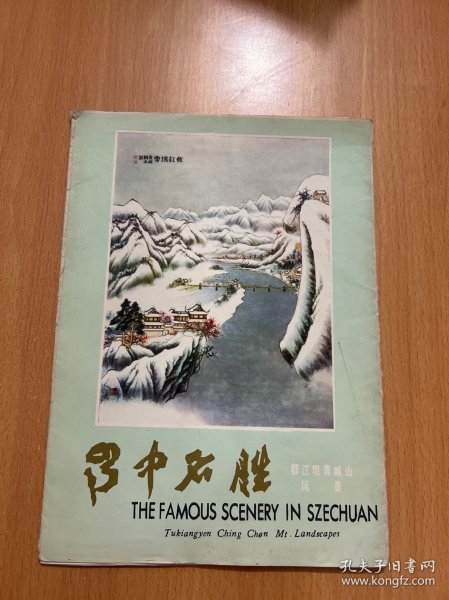 蜀中名胜
都江堰青城山
风景
THE FAMOUS SCENERY IN SZECHUAN
Tukiangyen Ching Chan Mt. Landscapes
孔夫子旧书网
www.kongfz.com